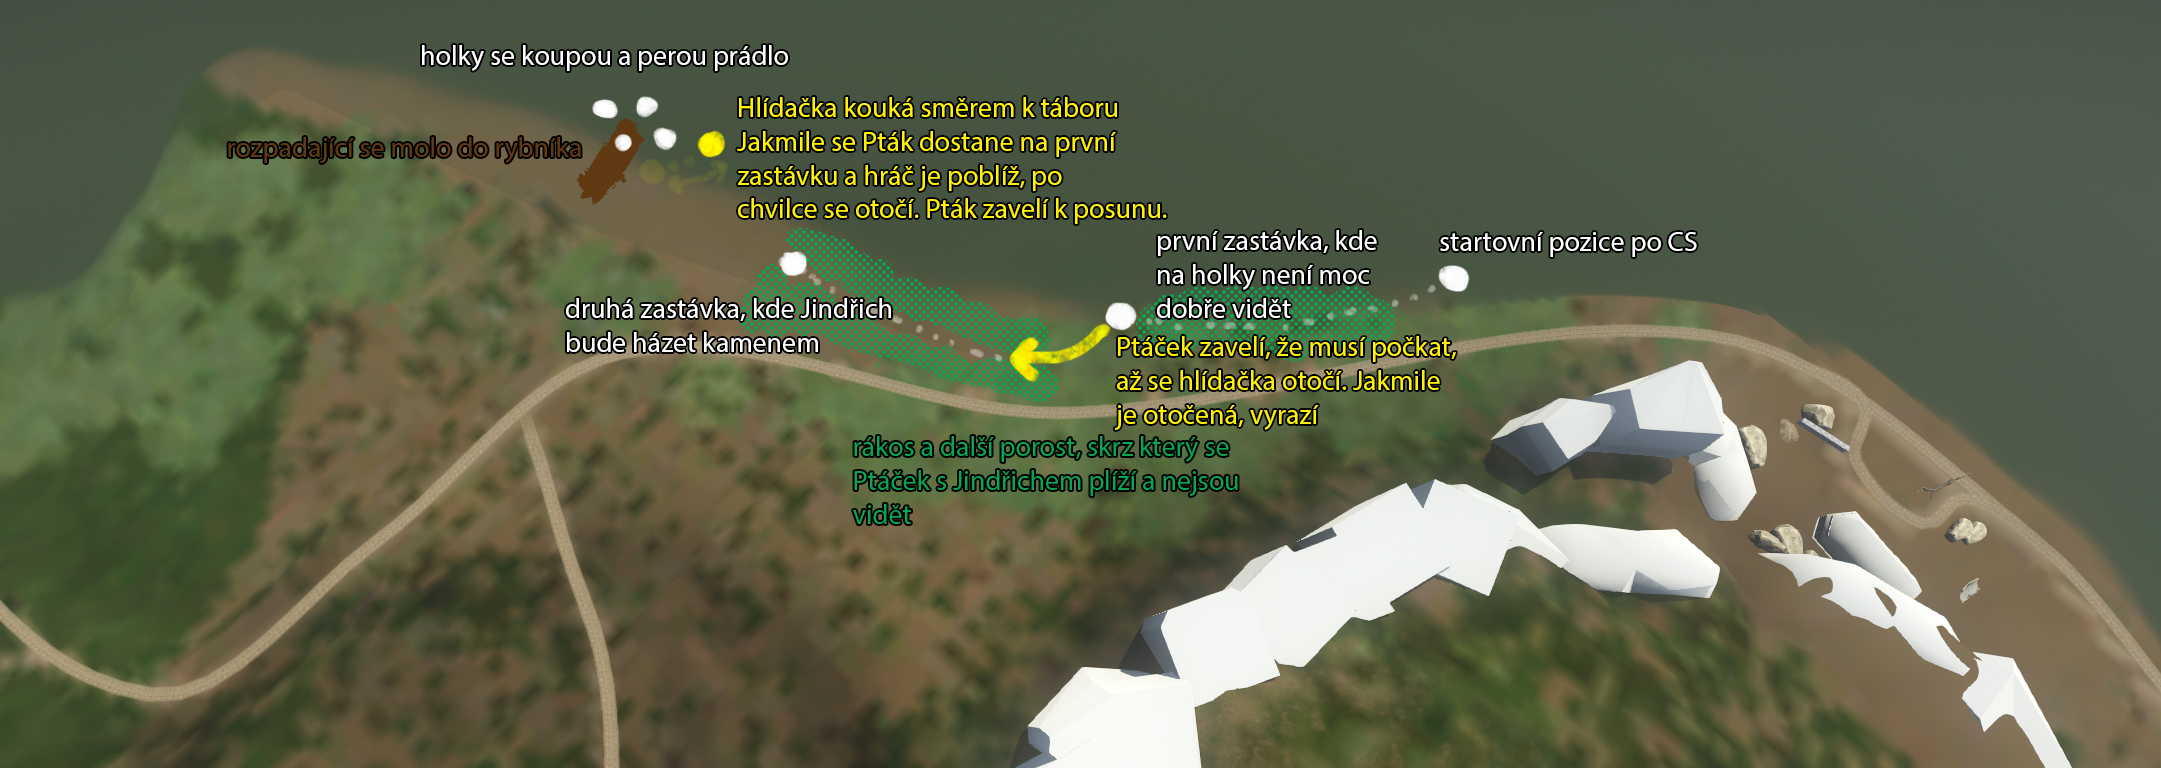 holky se koupou a perou prádlo
Hlídačka kouká směrem k táboru
Jakmile se Pták dostane na první
zastávku a hráč je poblíž, po
chvilce se otočí. Pták zavelí k posunu.
rozpadající se molo do rybníka
první zastávka, kde
na holky není moc
dobře vidět
startovní pozice po CS
druhá zastávka, kde Jindřich
bude házet kamenem
Ptáček zavelí, že musí počkat,
až se hlídačka otočí. Jakmile
je otočená, vyrazí
rákos a další porost, skrz který se
Ptáček s Jindřichem plíží a nejsou
vidět